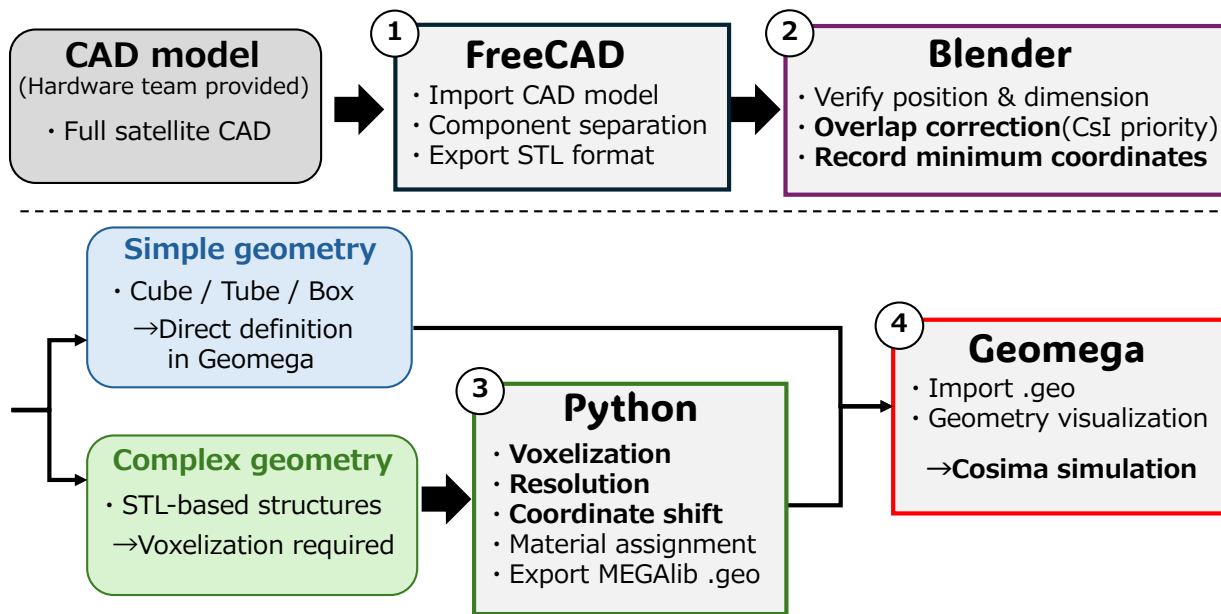 CAD model
(Hardware team provided)
・Full satellite CAD
1
FreeCAD
・Import CAD model
・Component separation
・Export STL format
2
Blender
・Verify position & dimension
・Overlap correction(CsI priority)
・Record minimum coordinates
Simple geometry
・Cube / Tube / Box
→Direct definition
in Geomega
Complex geometry
・STL-based structures
→Voxelization required
3
Python
・Voxelization
・Resolution
・Coordinate shift
・Material assignment
・Export MEGAlib .geo
4
Geomega
・Import .geo
・Geometry visualization
→Cosima simulation